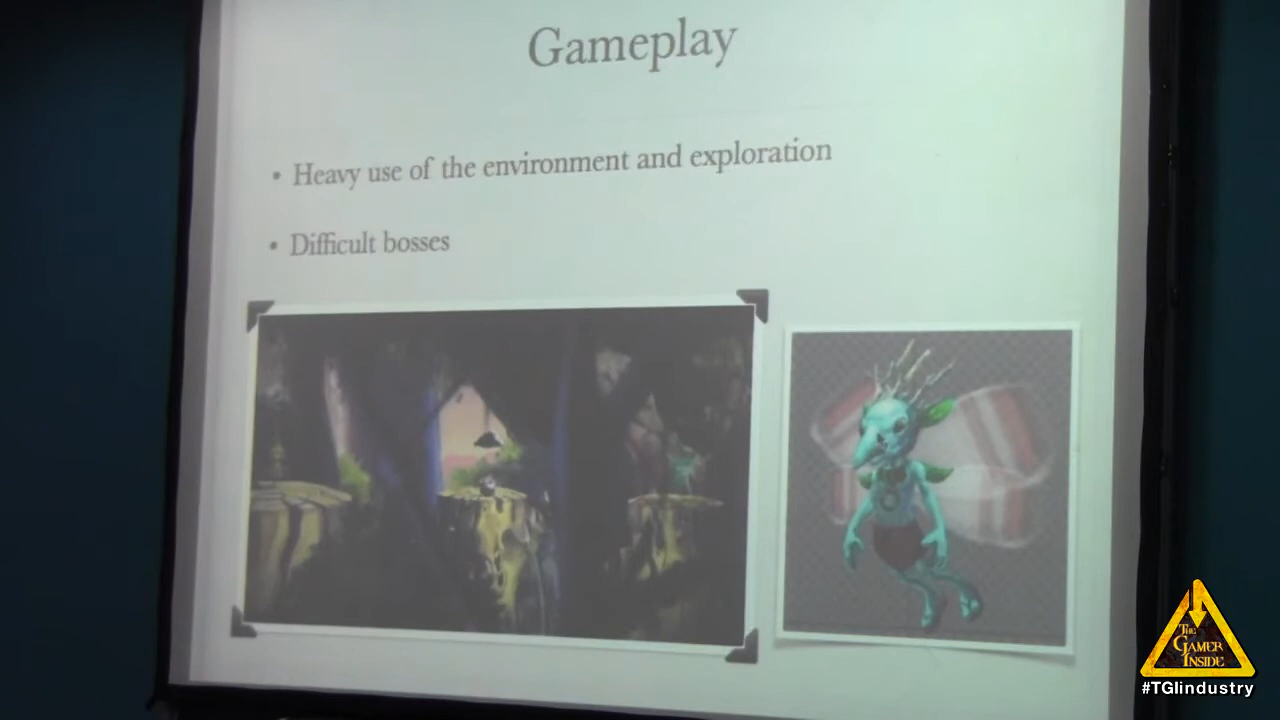 Gameplay
• Heavy use of the environment and exploration
• Difficult bosses
THE
GAMER
INSIDE
#TGIindustry